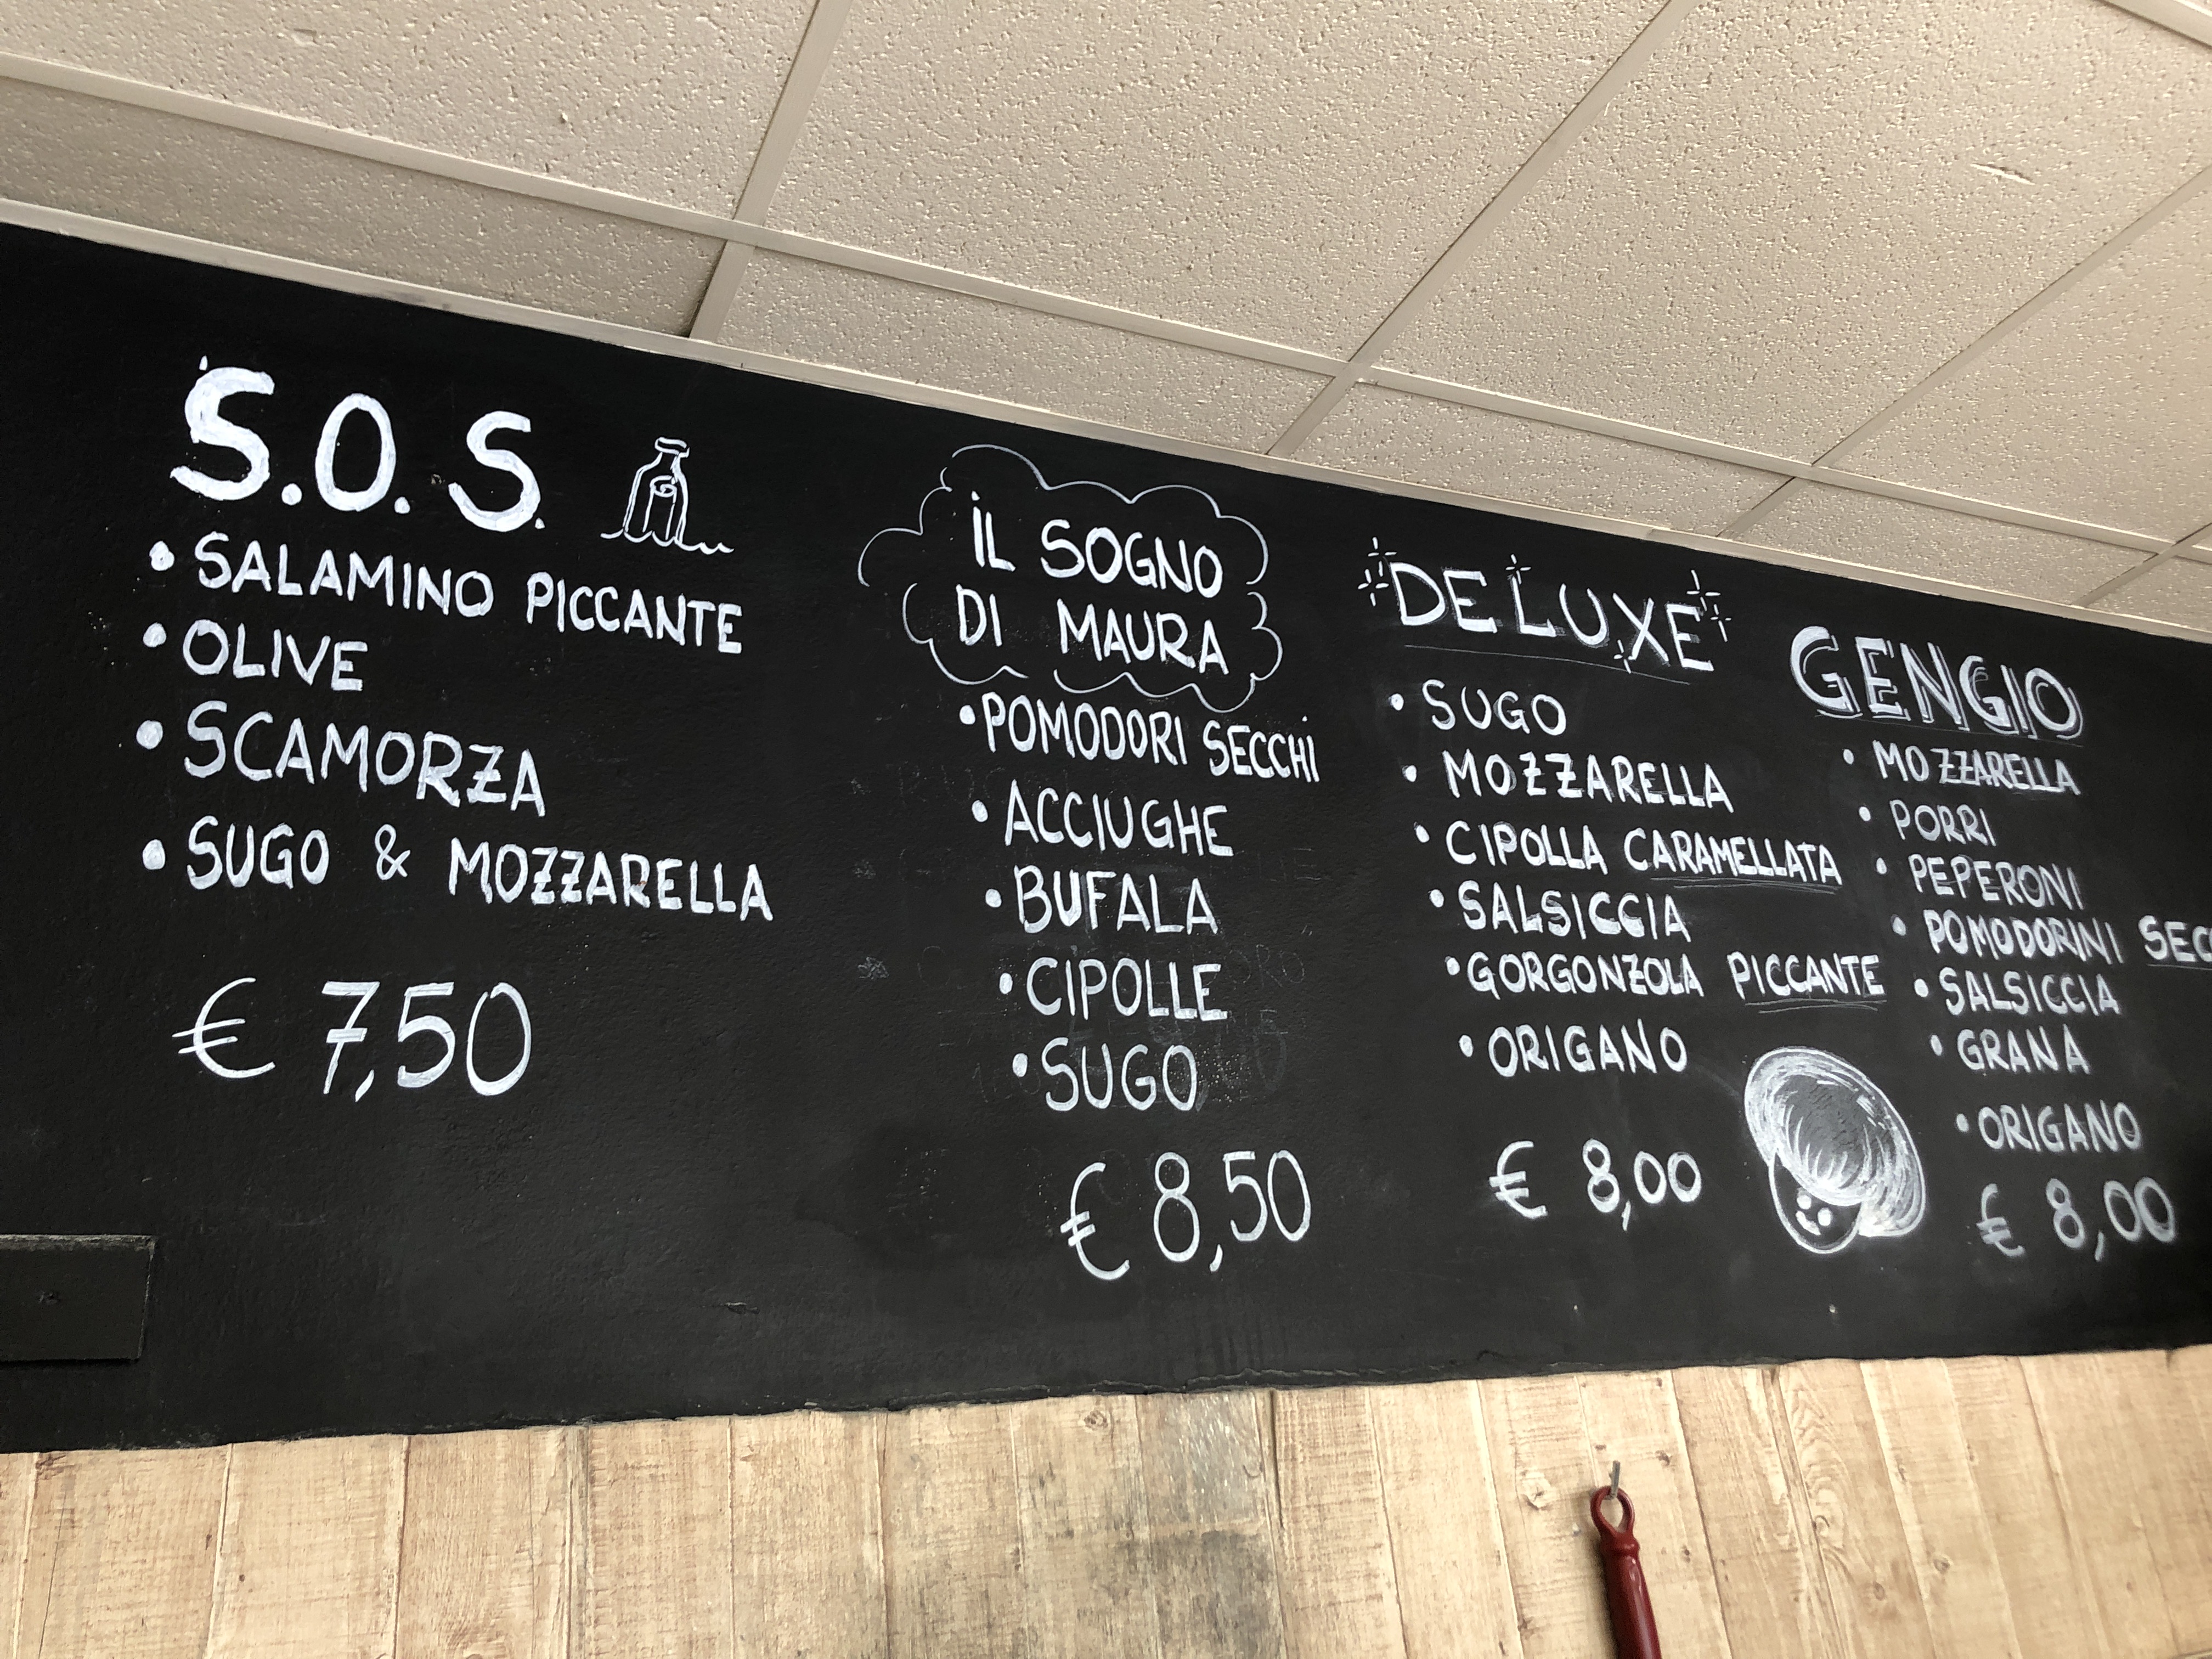 S.O.S.
• SALAMINO PICCANTE
• OLIVE
• SCAMORZA
• SUGO & MOZZARELLA
€ 7,50
IL SOGNO
DI MAURA
• POMODORI SECCHI
• ACCIUGHE
• BUFALA
• CIPOLLE
• SUGO
€ 8,50
DELUXE
• SUGO
• MOZZARELLA
• CIPOLLA CARAMELLATA
• SALSICCIA
• GORGONZOLA PICCANTE
• ORIGANO
€ 8,00
GENGIO
• MOZZARELLA
• PORRI
• PEPERONI
• POMODORINI
• SALSICCIA
• GRANA
• ORIGANO
€ 8,00